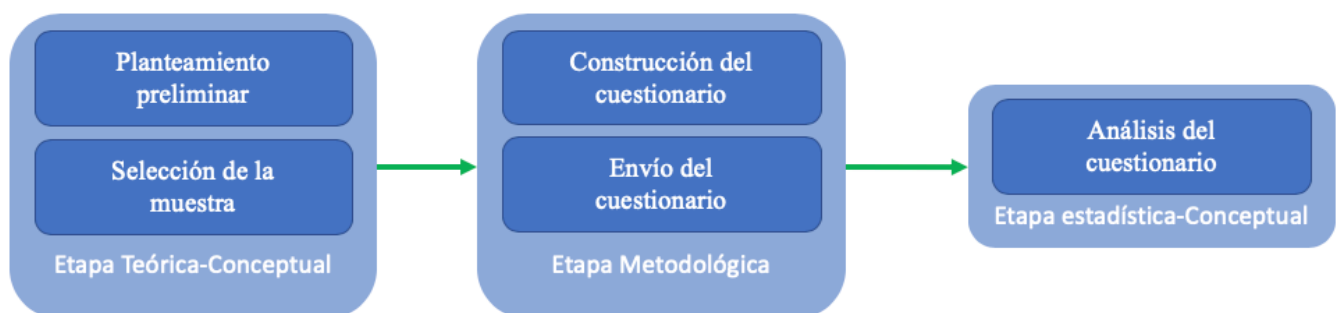 Planteamiento
preliminar
Selección de la
muestra
Etapa Teórica-Conceptual
Construcción del
cuestionario
Envío del
cuestionario
Etapa Metodológica
Análisis del
cuestionario
Etapa estadística-Conceptual